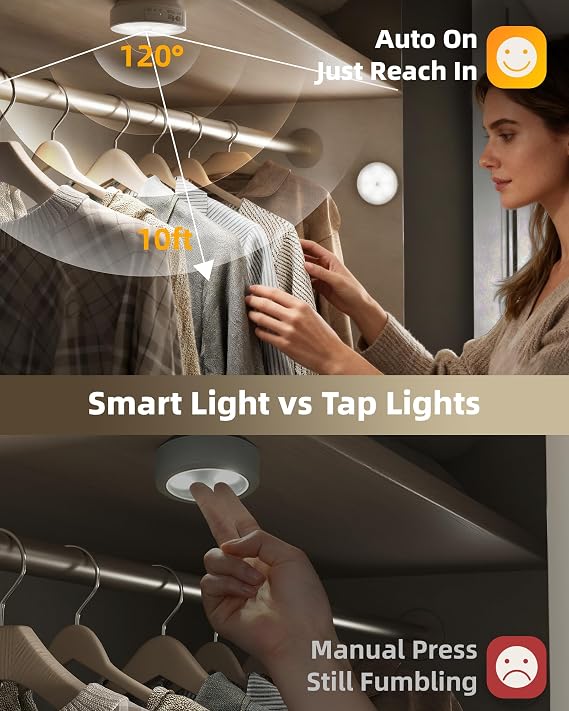 120°
Auto On
Just Reach In
10ft
Smart Light vs Tap Lights
Manual Press
Still Fumbling